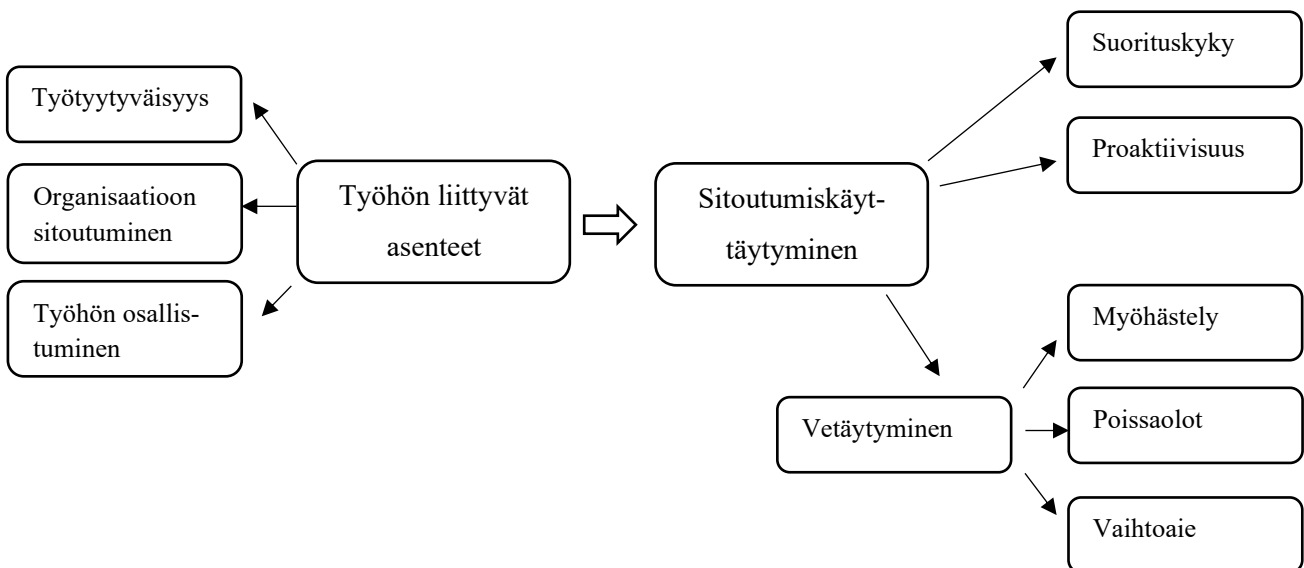 Työtyytyväisyys
Organisaatioon
sitoutuminen
Työhön osallis-
tuminen
Työhön liittyvät
asenteet
Sitoutumiskäyt-
täytyminen
Suorituskyky
Proaktiivisuus
Vetäytyminen
Myöhästely
Poissaolot
Vaihtoaie